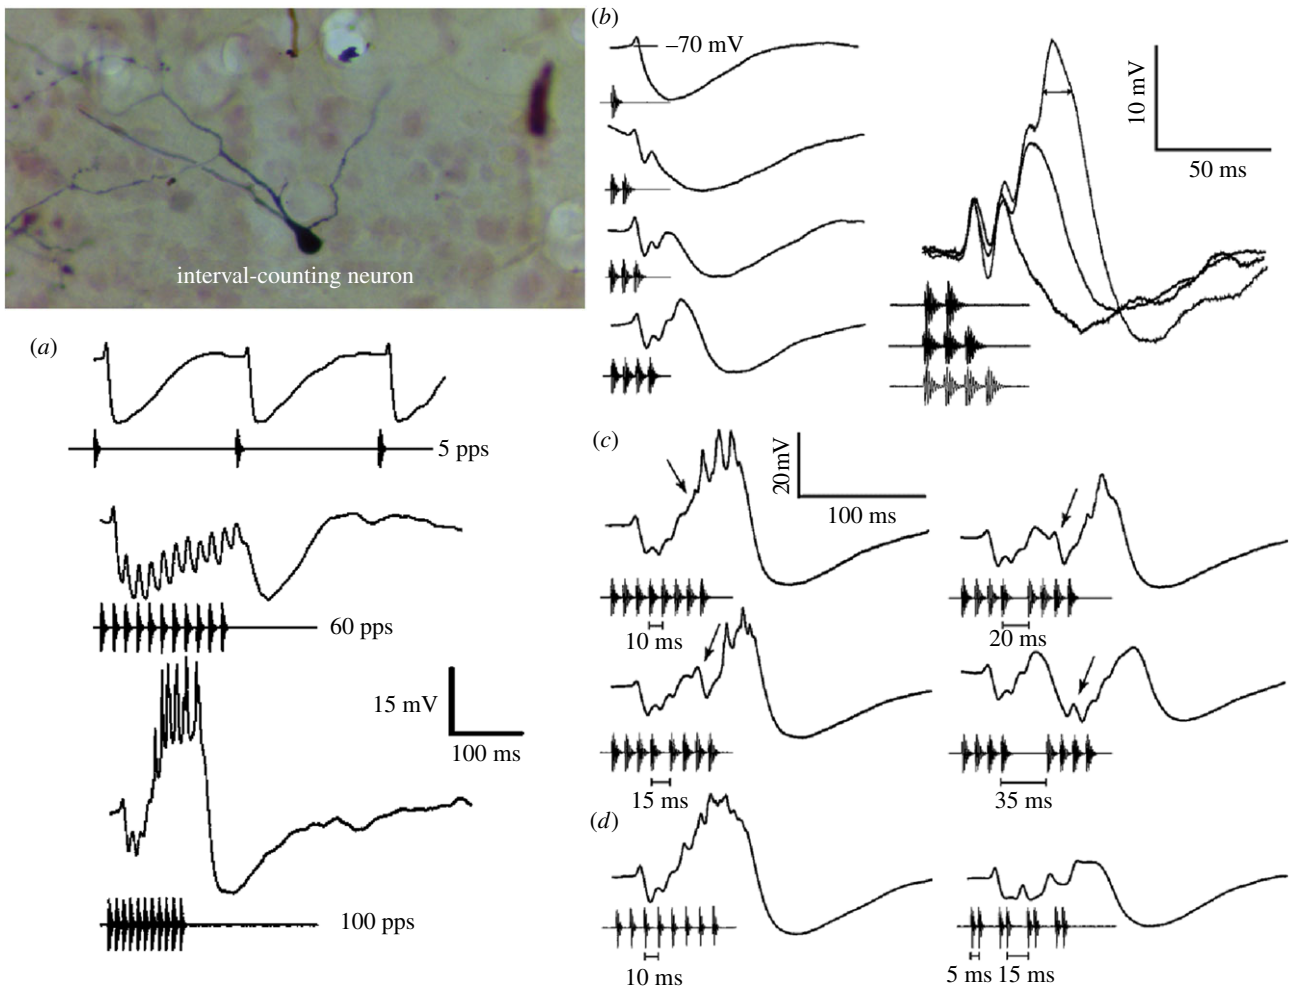 interval-counting neuron
(a)
5 pps
60 pps
15 mV
100 ms
100 pps
(b)
–70 mV
10 mV
50 ms
(c)
20mV
100 ms
10 ms
20 ms
15 ms
35 ms
(d)
10 ms
5 ms 15 ms